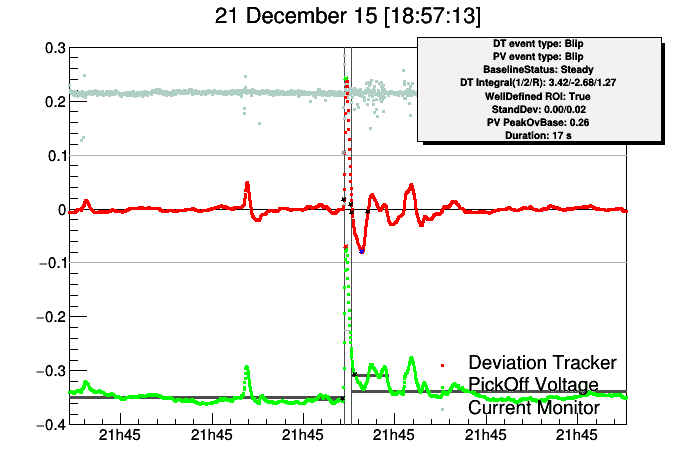 21 December 15 [18:57:13]
DT event type: Blip
PV event type: Blip
BaselineStatus: Steady
DT Integral(1/2/R): 3.42/-2.68/1.27
WellDefined ROI: True
StandDev: 0.00/0.02
PV PeakOvBase: 0.26
Duration: 17 s
0.3
0.2
0.1
0
−0.1
−0.2
−0.3
−0.4
Deviation Tracker
PickOff Voltage
Current Monitor
21h45 21h45 21h45 21h45 21h45 21h45